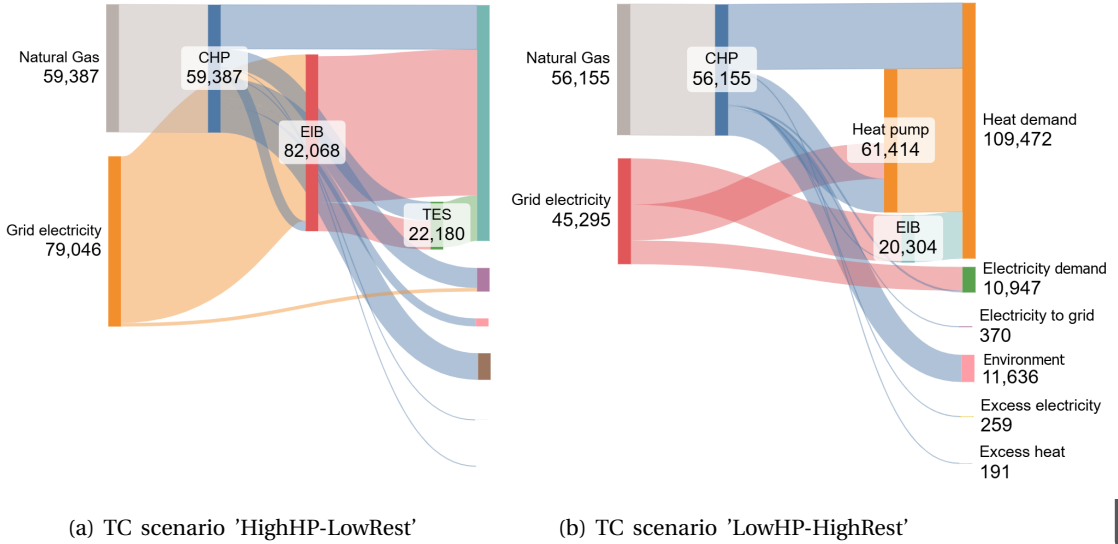 Natural Gas
59,387
CHP
59,387
EIB
82,068
TES
22,180
Grid electricity
79,046
Natural Gas
56,155
CHP
56,155
Heat pump
61,414
Grid electricity
45,295
EIB
20,304
Heat demand
109,472
Electricity demand
10,947
Electricity to grid
370
Environment
11,636
Excess electricity
259
Excess heat
191
(a) TC scenario ’HighHP-LowRest’
(b) TC scenario ’LowHP-HighRest’